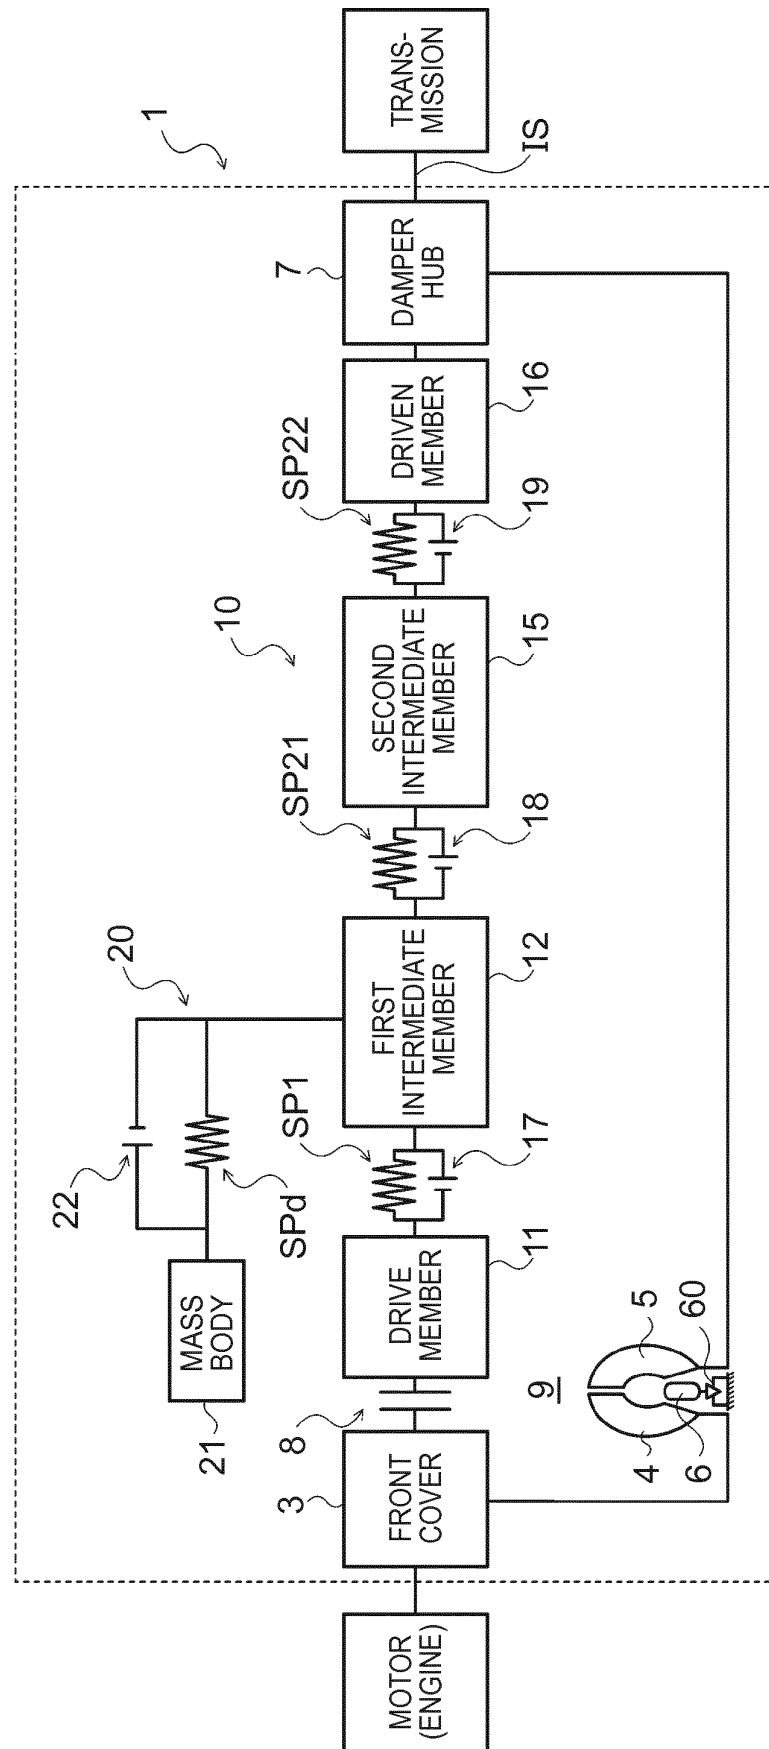 1
MOTOR
(ENGINE)
3
FRONT
COVER
8
DRIVE
MEMBER
11
SP1
17
FIRST
INTERMEDIATE
MEMBER
12
20
22
SPd
MASS
BODY
21
SP21
18
10
SECOND
INTERMEDIATE
MEMBER
15
SP22
19
DRIVEN
MEMBER
16
7
DAMPER
HUB
IS
TRANS-
MISSION
9
4
5
6
60